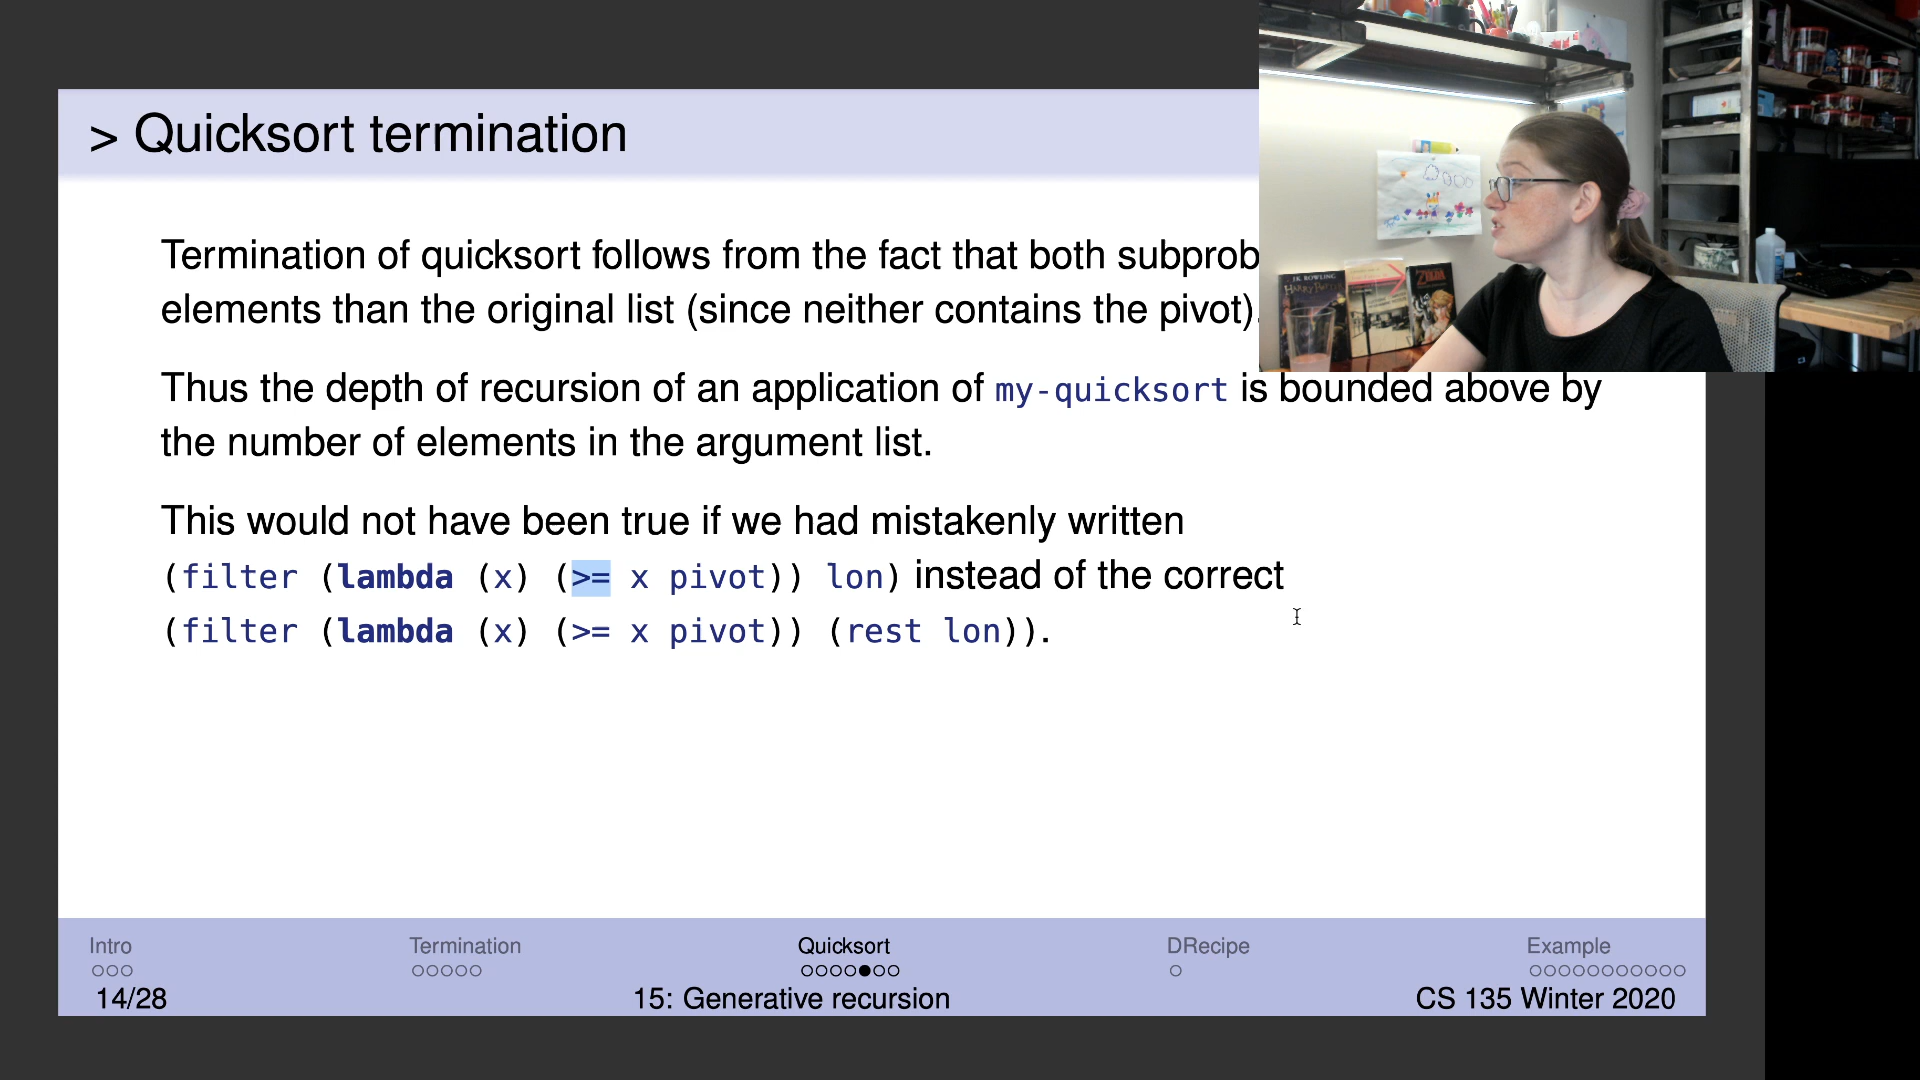 > Quicksort termination
Termination of quicksort follows from the fact that both
elements than the original list (since neither contains the pivot).
Thus the depth of recursion of an application of my-quicksort is bounded above by
the number of elements in the argument list.
This would not have been true if we had mistakenly written
(filter (lambda (x) (>= x pivot)) lon) instead of the correct
(filter (lambda (x) (>= x pivot)) (rest lon)).
J.K. ROWLING
HARRY POTTER
ZELDA
Intro
Termination
Quicksort
DRecipe
Example
14/28
15: Generative recursion
CS 135 Winter 2020